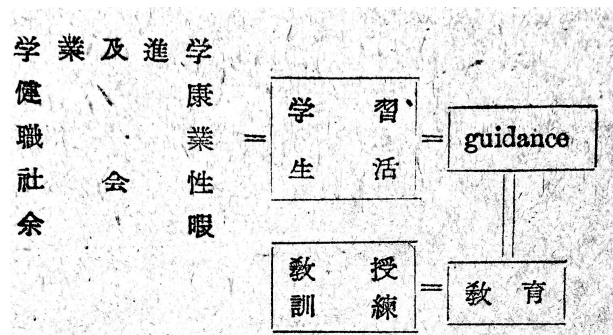 学業及進学
健康
職業
社会性
余暇
=
学習
生活
=
guidance
教授
訓練
=
教育